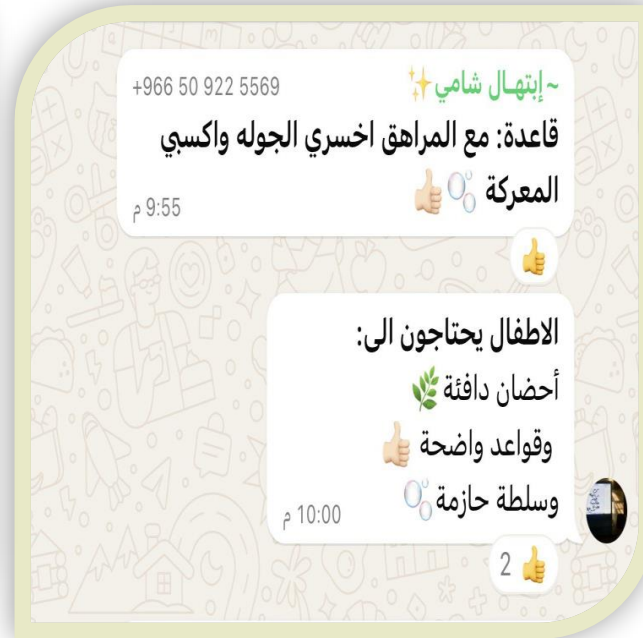 ~ إبتهـال شامي✨ +966 50 922 5569
قاعدة: مع المراهق اخسري الجوله واكسبي
المعركة 🫧👍🏻
9:55 م
👍
الاطفال يحتاجون الى:
أحضان دافئة🌿
وقواعد واضحة 👍🏻
وسلطة حازمة🫧
10:00 م
👍 2